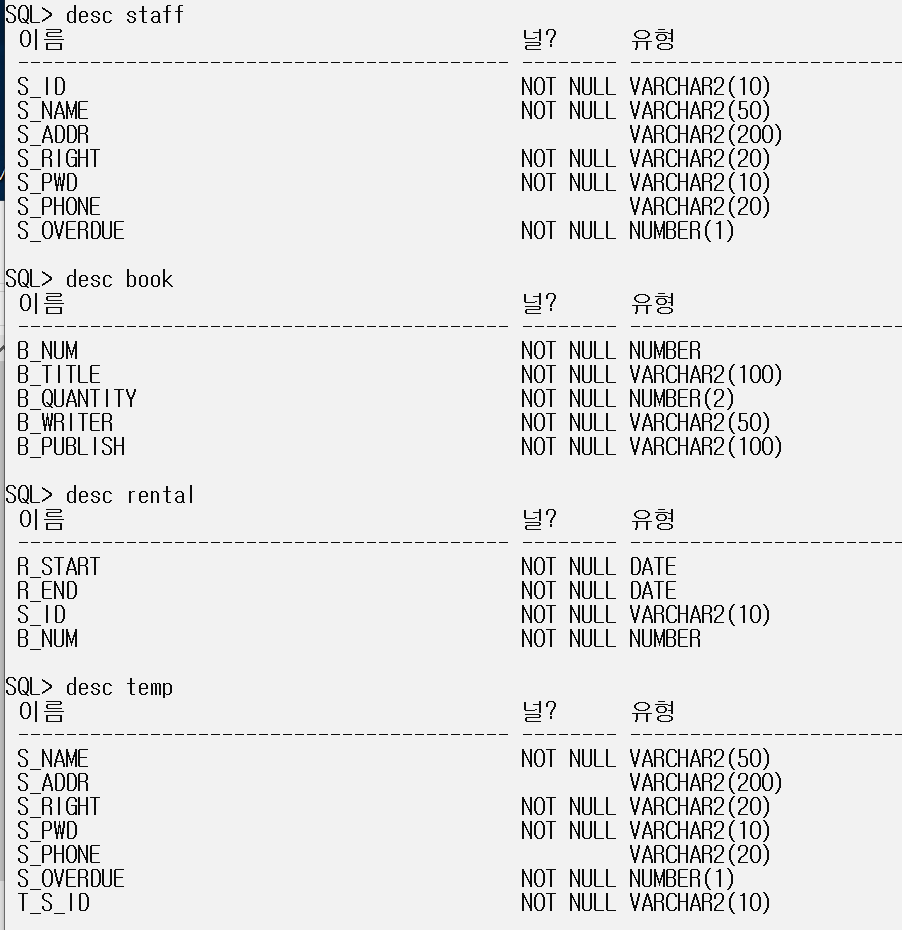 SQL> desc staff
이름 널? 유형
----------------------------------------- -------- ----------------------------
S_ID NOT NULL VARCHAR2(10)
S_NAME NOT NULL VARCHAR2(50)
S_ADDR VARCHAR2(200)
S_RIGHT NOT NULL VARCHAR2(20)
S_PWD NOT NULL VARCHAR2(10)
S_PHONE VARCHAR2(20)
S_OVERDUE NOT NULL NUMBER(1)
SQL> desc book
이름 널? 유형
----------------------------------------- -------- ----------------------------
B_NUM NOT NULL NUMBER
B_TITLE NOT NULL VARCHAR2(100)
B_QUANTITY NOT NULL NUMBER(2)
B_WRITER NOT NULL VARCHAR2(50)
B_PUBLISH NOT NULL VARCHAR2(100)
SQL> desc rental
이름 널? 유형
----------------------------------------- -------- ----------------------------
R_START NOT NULL DATE
R_END NOT NULL DATE
S_ID NOT NULL VARCHAR2(10)
B_NUM NOT NULL NUMBER
SQL> desc temp
이름 널? 유형
----------------------------------------- -------- ----------------------------
S_NAME NOT NULL VARCHAR2(50)
S_ADDR VARCHAR2(200)
S_RIGHT NOT NULL VARCHAR2(20)
S_PWD NOT NULL VARCHAR2(10)
S_PHONE VARCHAR2(20)
S_OVERDUE NOT NULL NUMBER(1)
T_S_ID NOT NULL VARCHAR2(10)